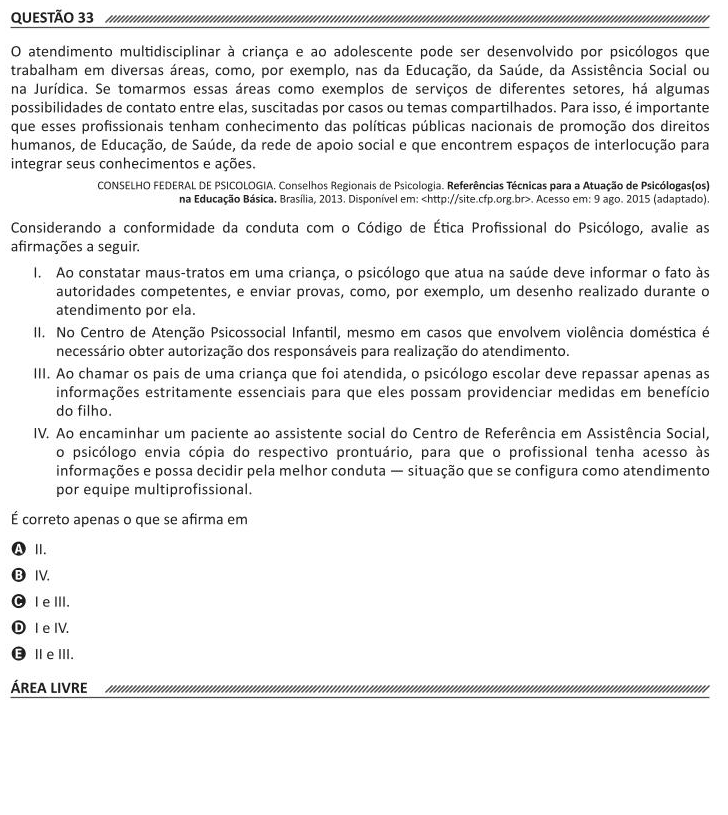 QUESTÃO 33
O atendimento multidisciplinar à criança e ao adolescente pode ser desenvolvido por psicólogos que
trabalham em diversas áreas, como, por exemplo, nas da Educação, da Saúde, da Assistência Social ou
na Jurídica. Se tomarmos essas áreas como exemplos de serviços de diferentes setores, há algumas
possibilidades de contato entre elas, suscitadas por casos ou temas compartilhados. Para isso, é importante
que esses profissionais tenham conhecimento das políticas públicas nacionais de promoção dos direitos
humanos, de Educação, de Saúde, da rede de apoio social e que encontrem espaços de interlocução para
integrar seus conhecimentos e ações.
CONSELHO FEDERAL DE PSICOLOGIA. Conselhos Regionais de Psicologia. Referências Técnicas para a Atuação de Psicólogas(os)
na Educação Básica. Brasília, 2013. Disponível em: <http://site.cfp.org.br>. Acesso em: 9 ago. 2015 (adaptado).
Considerando a conformidade da conduta com o Código de Ética Profissional do Psicólogo, avalie as
afirmações a seguir.
I. Ao constatar maus-tratos em uma criança, o psicólogo que atua na saúde deve informar o fato às
autoridades competentes, e enviar provas, como, por exemplo, um desenho realizado durante o
atendimento por ela.
II. No Centro de Atenção Psicossocial Infantil, mesmo em casos que envolvem violência doméstica é
necessário obter autorização dos responsáveis para realização do atendimento.
III. Ao chamar os pais de uma criança que foi atendida, o psicólogo escolar deve repassar apenas as
informações estritamente essenciais para que eles possam providenciar medidas em benefício
do filho.
IV. Ao encaminhar um paciente ao assistente social do Centro de Referência em Assistência Social,
o psicólogo envia cópia do respectivo prontuário, para que o profissional tenha acesso às
informações e possa decidir pela melhor conduta — situação que se configura como atendimento
por equipe multiprofissional.
É correto apenas o que se afirma em
A II.
B IV.
C I e III.
D I e IV.
E II e III.
ÁREA LIVRE